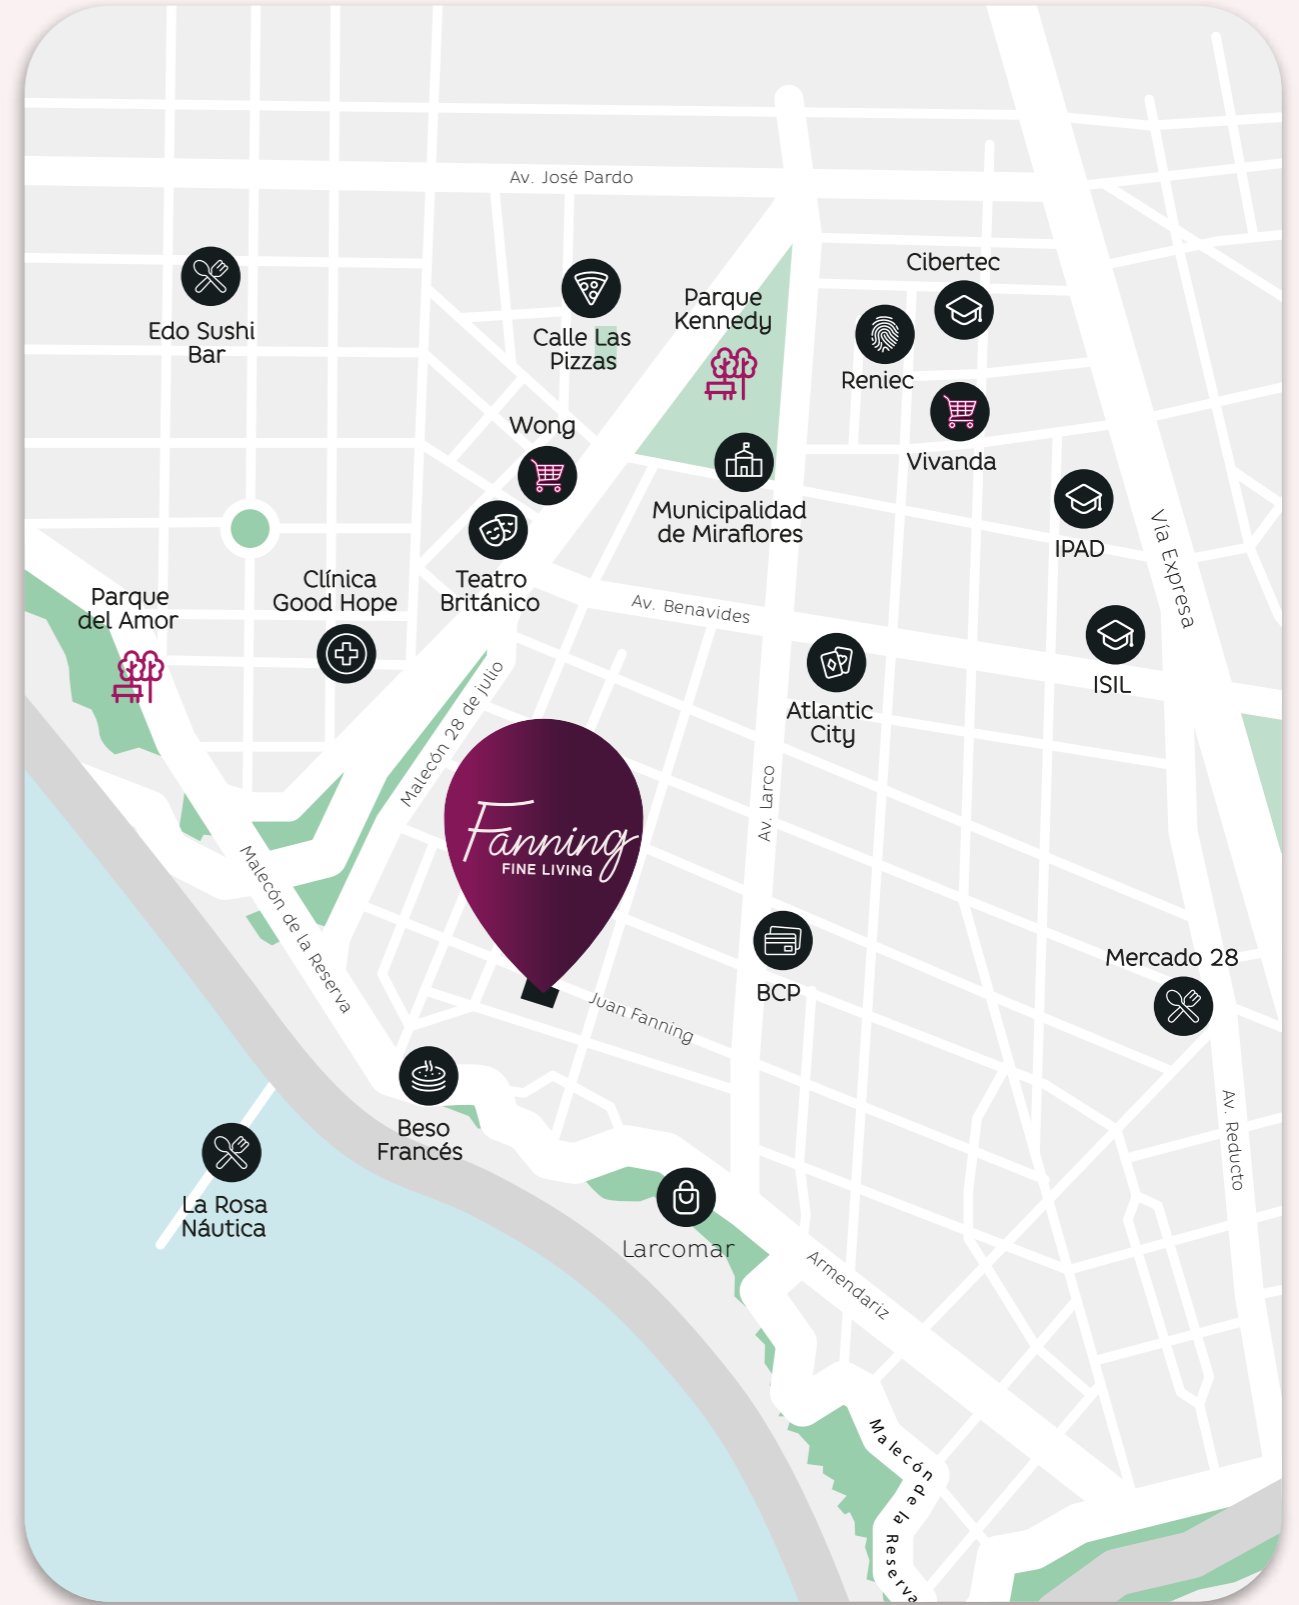 Av. José Pardo
Cibertec
Parque
Kennedy
Edo Sushi
Bar
Calle Las
Pizzas
Reniec
Wong
Vivanda
Municipalidad
de Miraflores
IPAD
Vía Expresa
Parque
del Amor
Clínica
Good Hope
Teatro
Británico
Av. Benavides
ISIL
Malecón 28 de julio
Atlantic
City
Av. Larco
Fanning
FINE LIVING
Malecón de la Reserva
Mercado 28
BCP
Juan Fanning
Beso
Francés
Av. Reducto
La Rosa
Náutica
Larcomar
Armendariz
Malecón de la Reserva